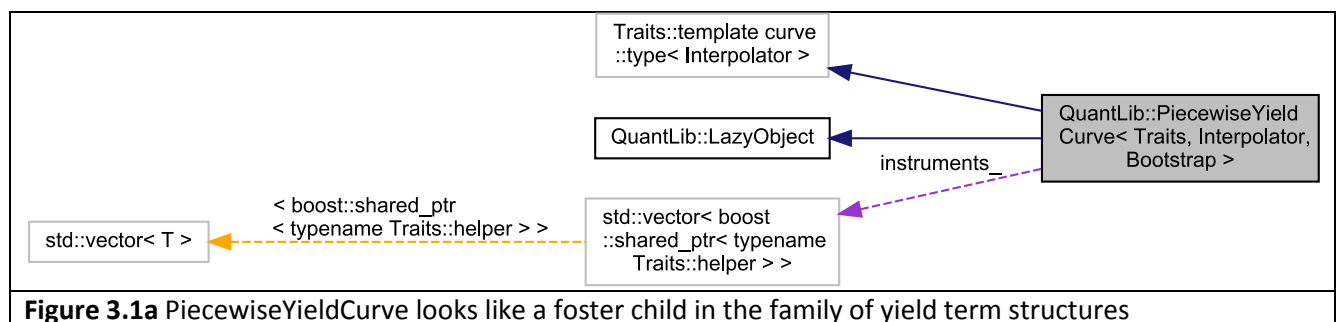 Traits::template curve
::type< Interpolator >
QuantLib::LazyObject
QuantLib::PiecewiseYield
Curve< Traits, Interpolator,
Bootstrap >
instruments_
< boost::shared_ptr
< typename Traits::helper > >
std::vector< T >
std::vector< boost
::shared_ptr< typename
Traits::helper > >
Figure 3.1a PiecewiseYieldCurve looks like a foster child in the family of yield term structures